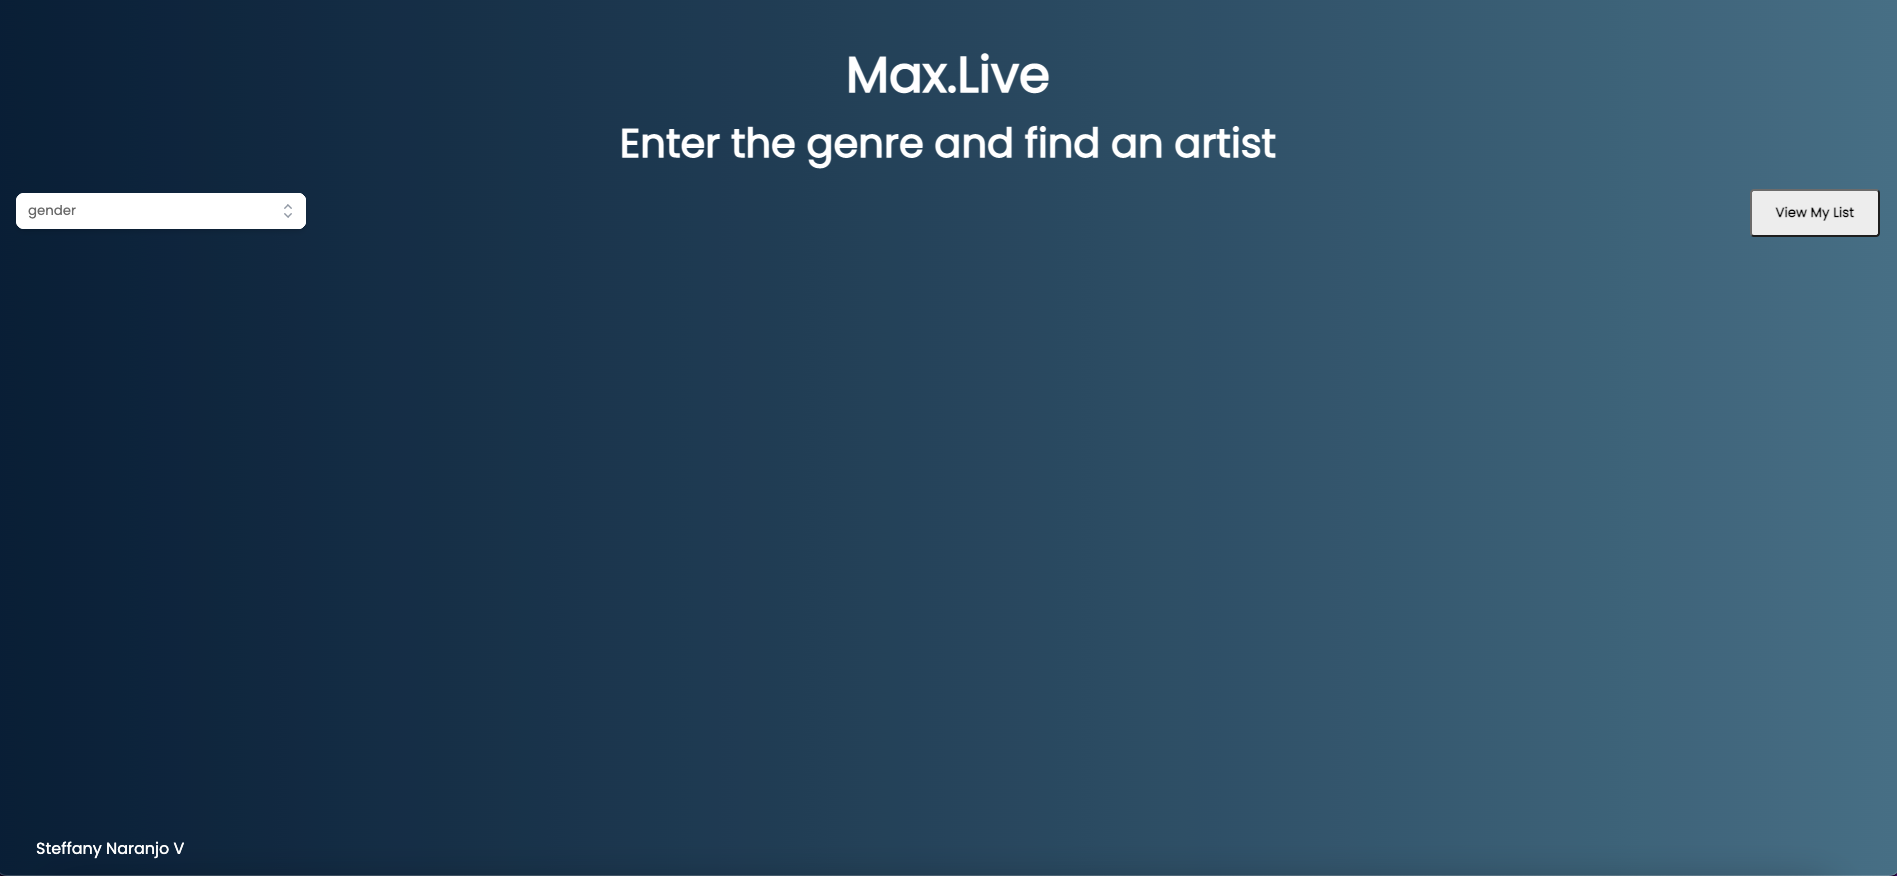 Max.Live
Enter the genre and find an artist
gender
View My List
Steffany Naranjo V